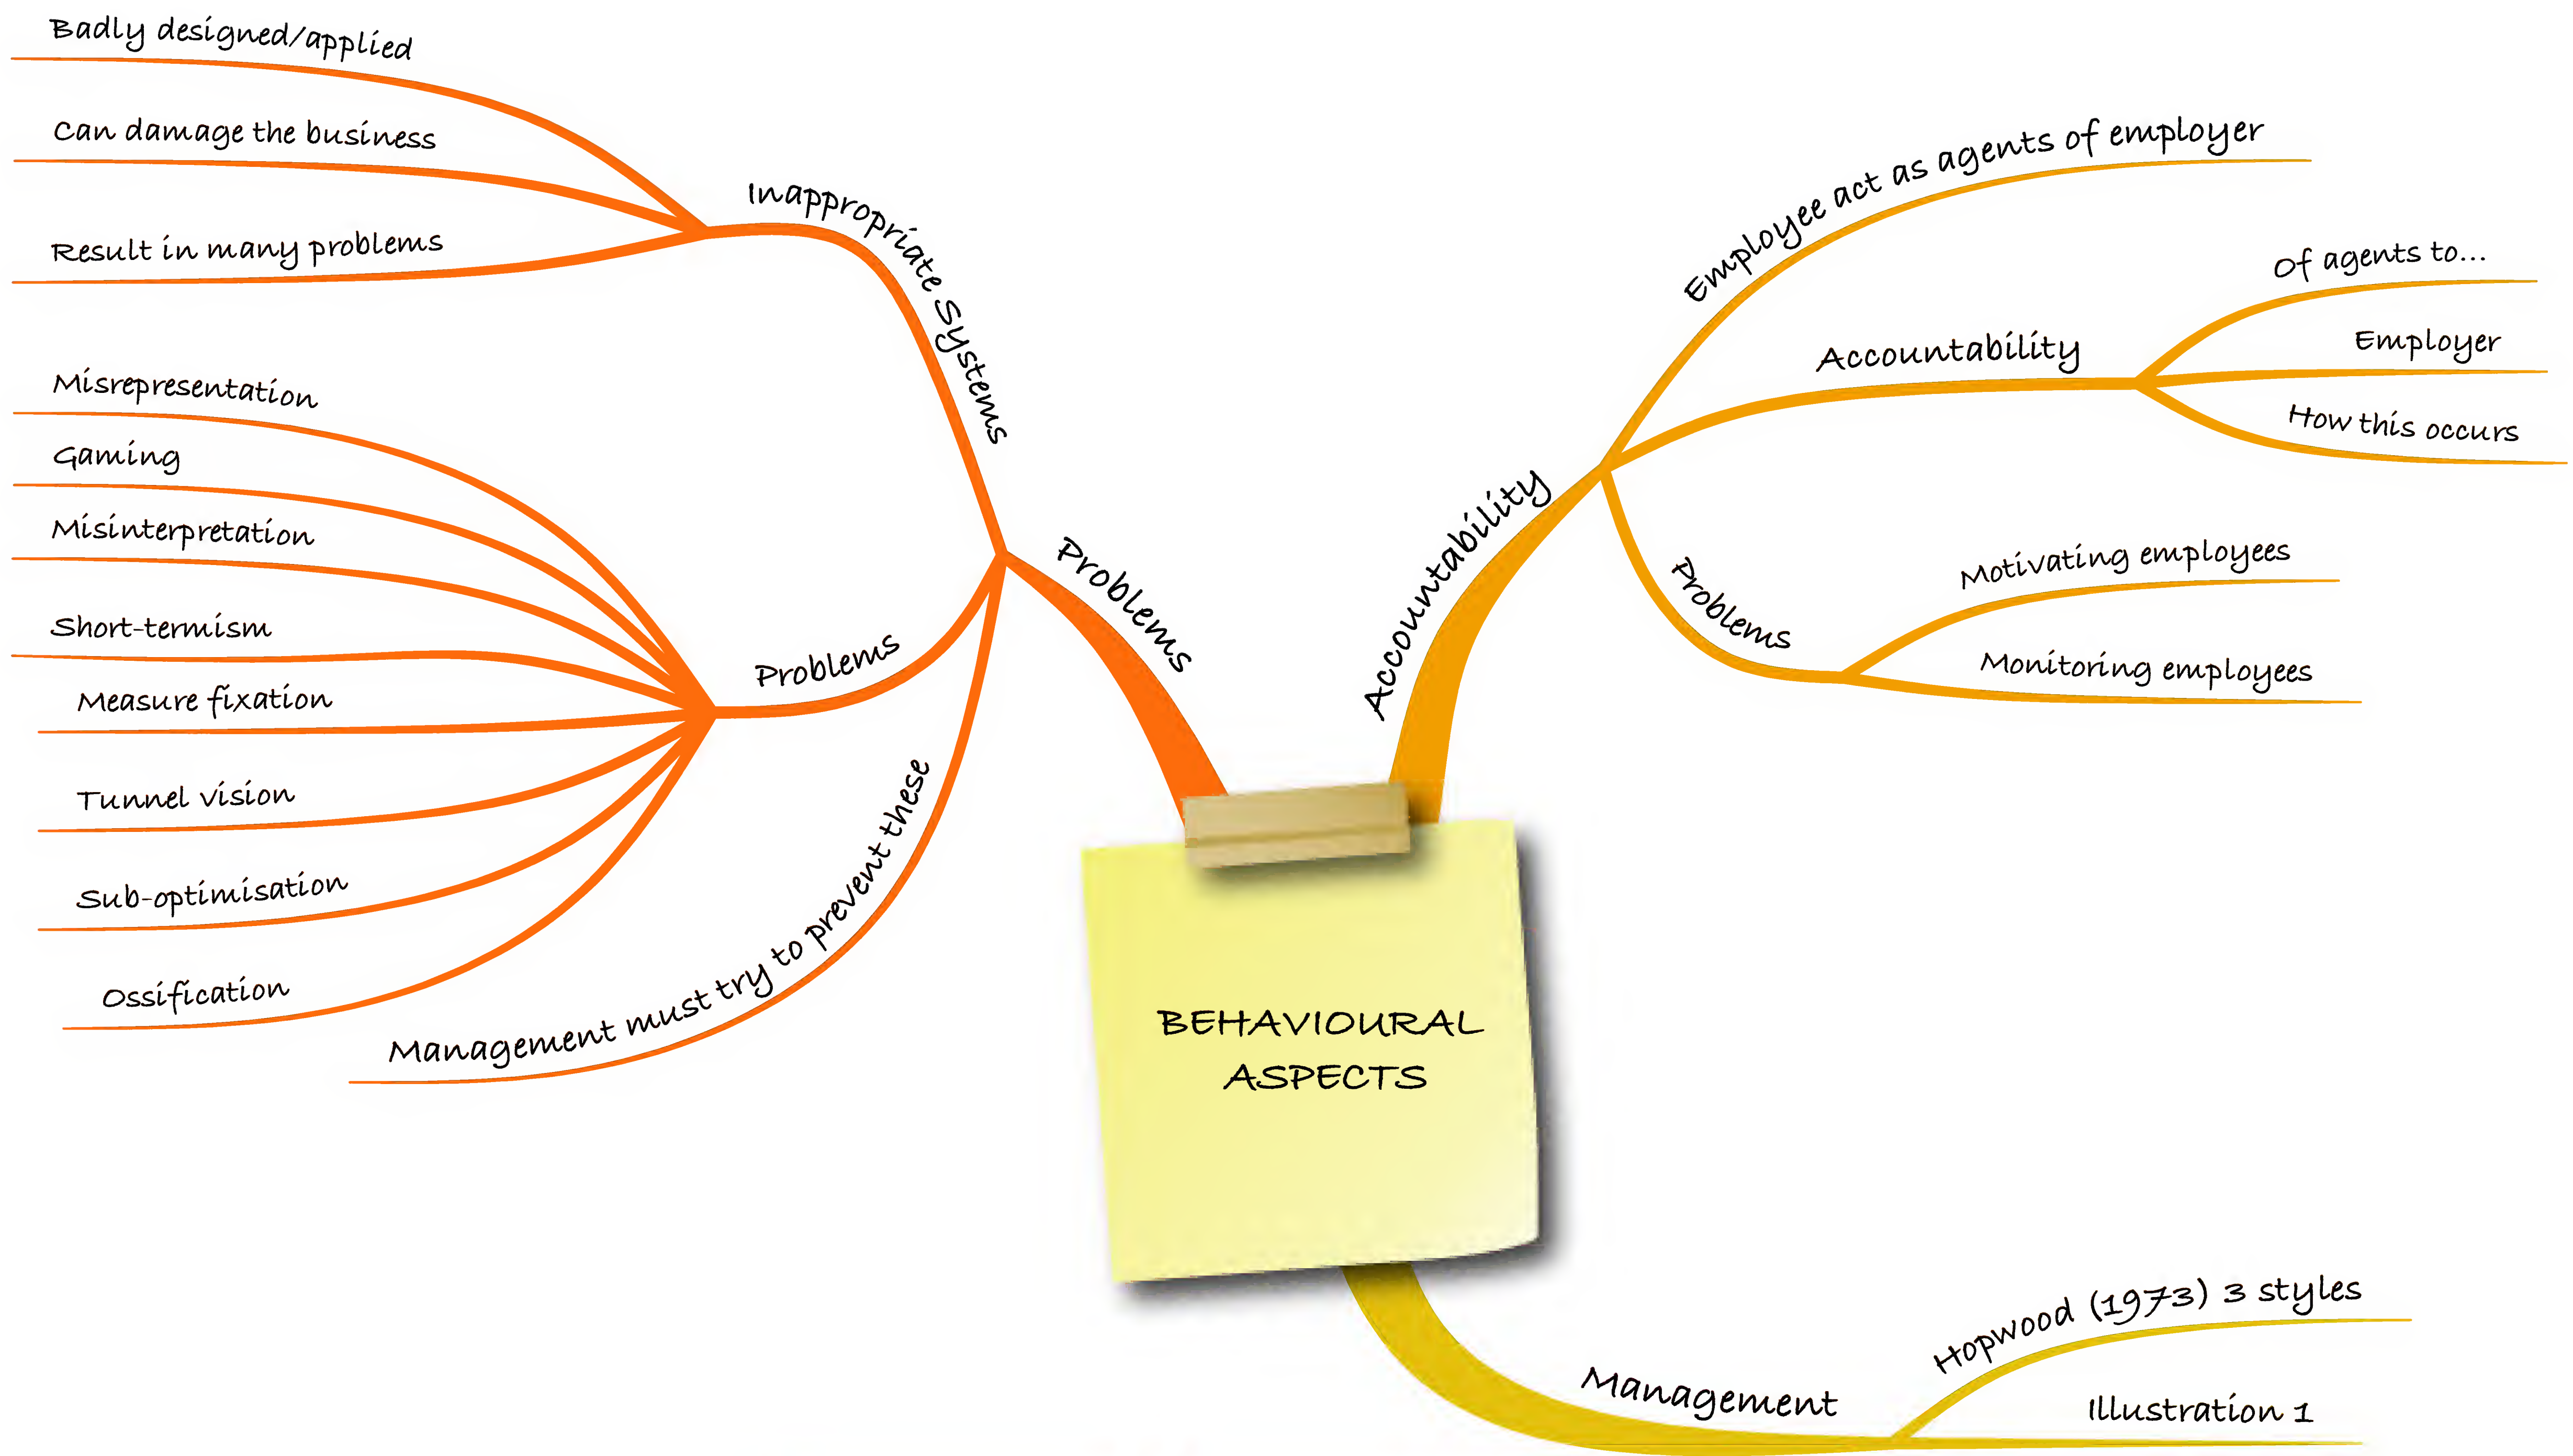 Badly designed/applied
Can damage the business
Result in many problems
Inappropriate Systems
Misrepresentation
Gaming
Misinterpretation
Short-termism
Measure fixation
Tunnel vision
Sub-optimisation
Ossification
Problems
Management must try to prevent these
Problems
Accountability
Employee act as agents of employer
Accountability
Of agents to...
Employer
How this occurs
Problems
Motivating employees
Monitoring employees
BEHAVIOURAL
ASPECTS
Management
Hopwood (1973) 3 styles
Illustration 1